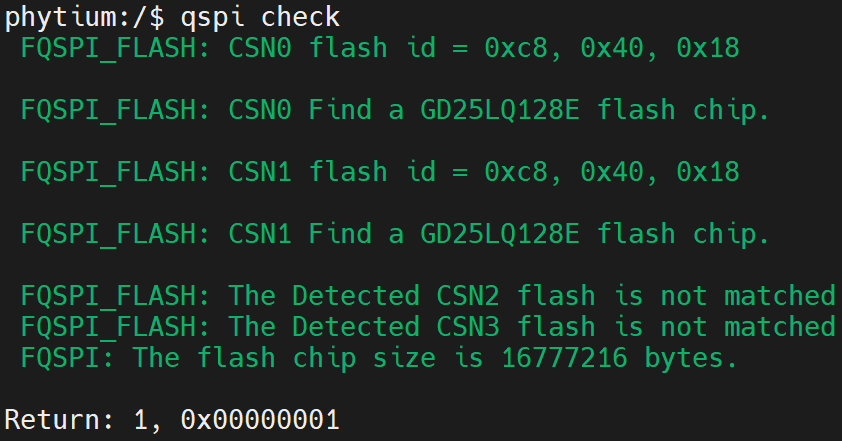 phytium:/$ qspi check
FQSPI_FLASH: CSN0 flash id = 0xc8, 0x40, 0x18
FQSPI_FLASH: CSN0 Find a GD25LQ128E flash chip.
FQSPI_FLASH: CSN1 flash id = 0xc8, 0x40, 0x18
FQSPI_FLASH: CSN1 Find a GD25LQ128E flash chip.
FQSPI_FLASH: The Detected CSN2 flash is not matched
FQSPI_FLASH: The Detected CSN3 flash is not matched
FQSPI: The flash chip size is 16777216 bytes.
Return: 1, 0x00000001